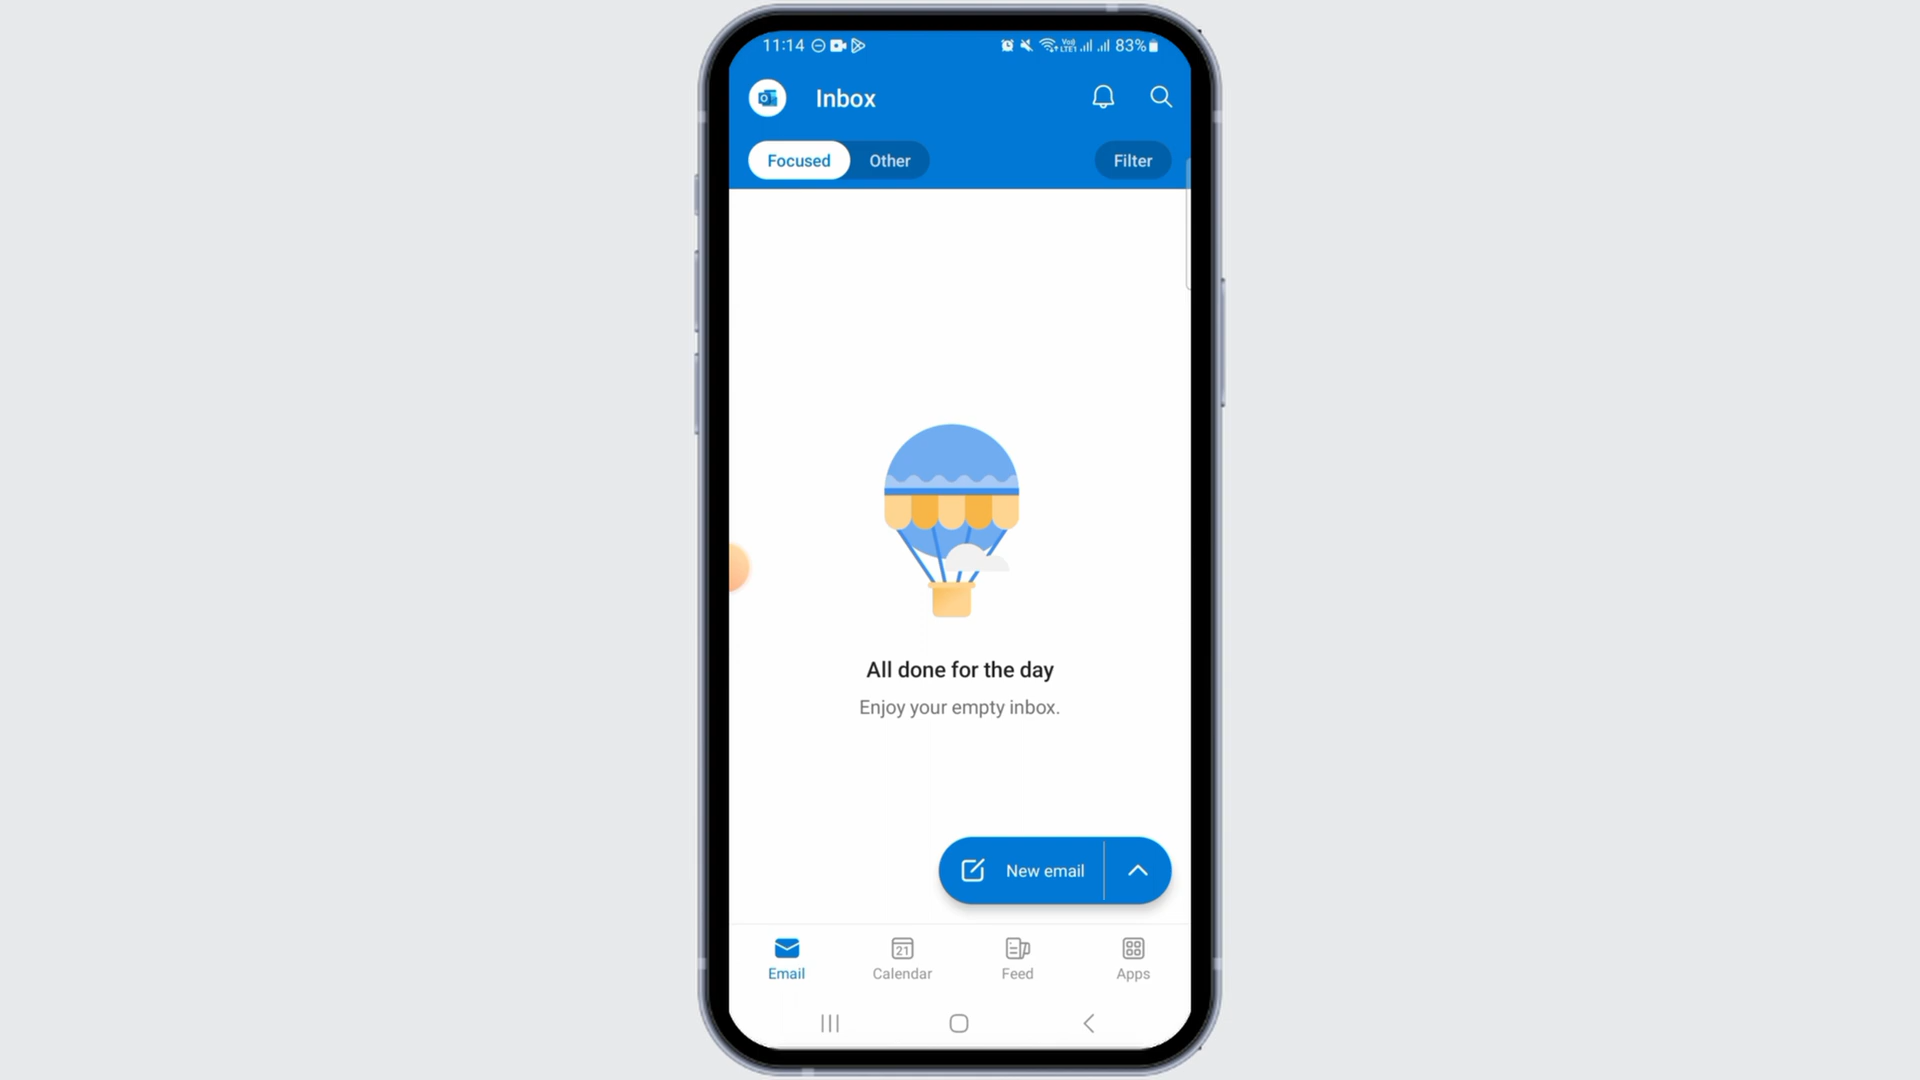 11:14 83%
Inbox
Focused Other Filter
All done for the day
Enjoy your empty inbox.
New email
21
Email Calendar Feed Apps